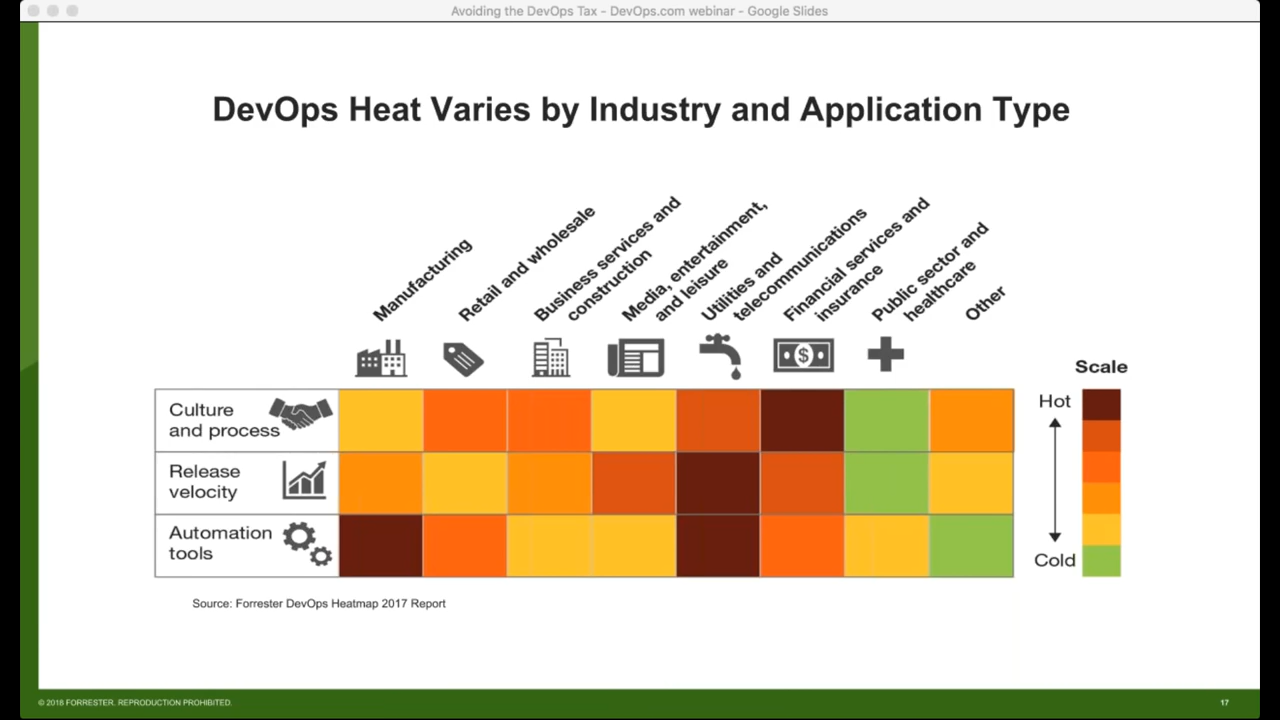 Avoiding the DevOps Tax - DevOps.com webinar - Google Slides
DevOps Heat Varies by Industry and Application Type
Manufacturing
Retail and wholesale
Business services and
construction
Media, entertainment,
and leisure
Utilities and
telecommunications
Financial services and
insurance
Public sector and
healthcare
Other
$
Scale
Hot
Cold
Culture
and process
Release
velocity
Automation
tools
Source: Forrester DevOps Heatmap 2017 Report
© 2018 FORRESTER. REPRODUCTION PROHIBITED.
17